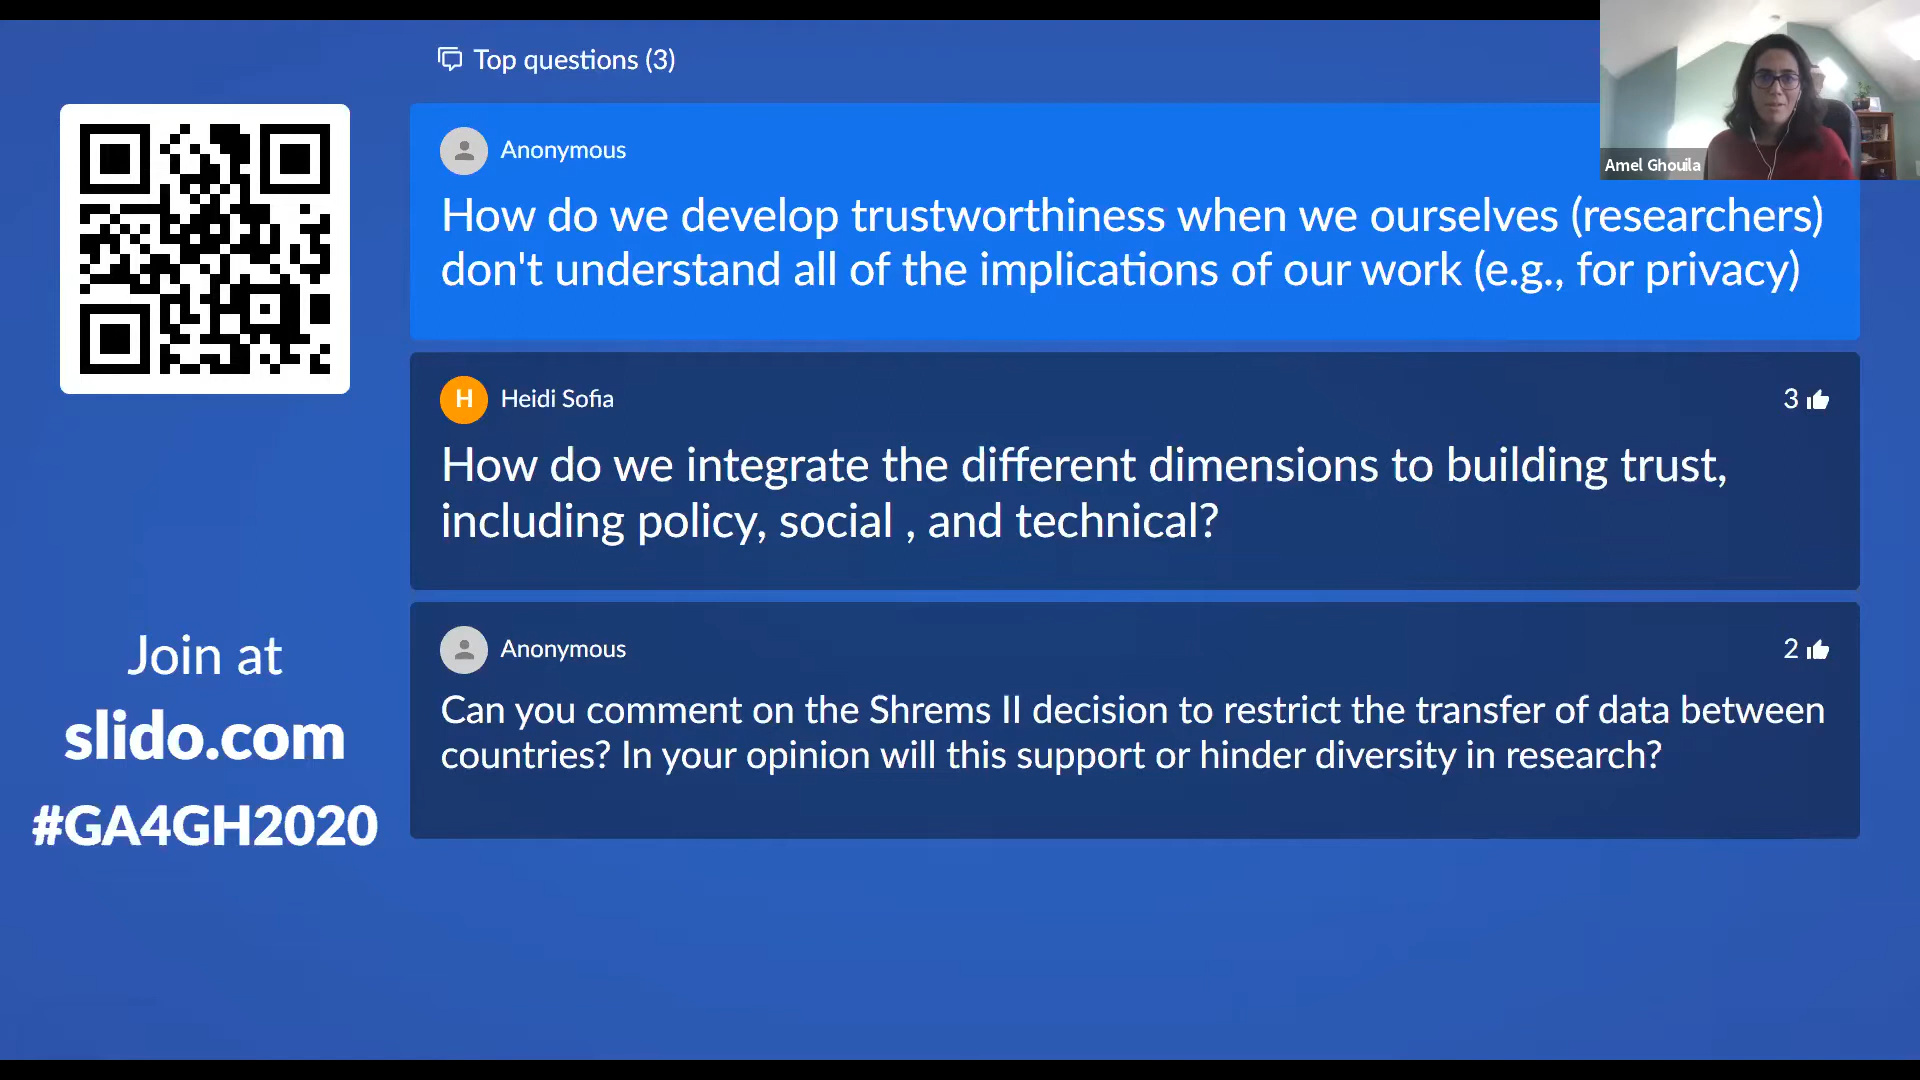 Top questions (3)
Amel Ghouila
Anonymous
How do we develop trustworthiness when we ourselves (researchers)
don't understand all of the implications of our work (e.g., for privacy)
H Heidi Sofia 3
How do we integrate the different dimensions to building trust,
including policy, social , and technical?
Anonymous 2
Can you comment on the Shrems II decision to restrict the transfer of data between
countries? In your opinion will this support or hinder diversity in research?
Join at
slido.com
#GA4GH2020